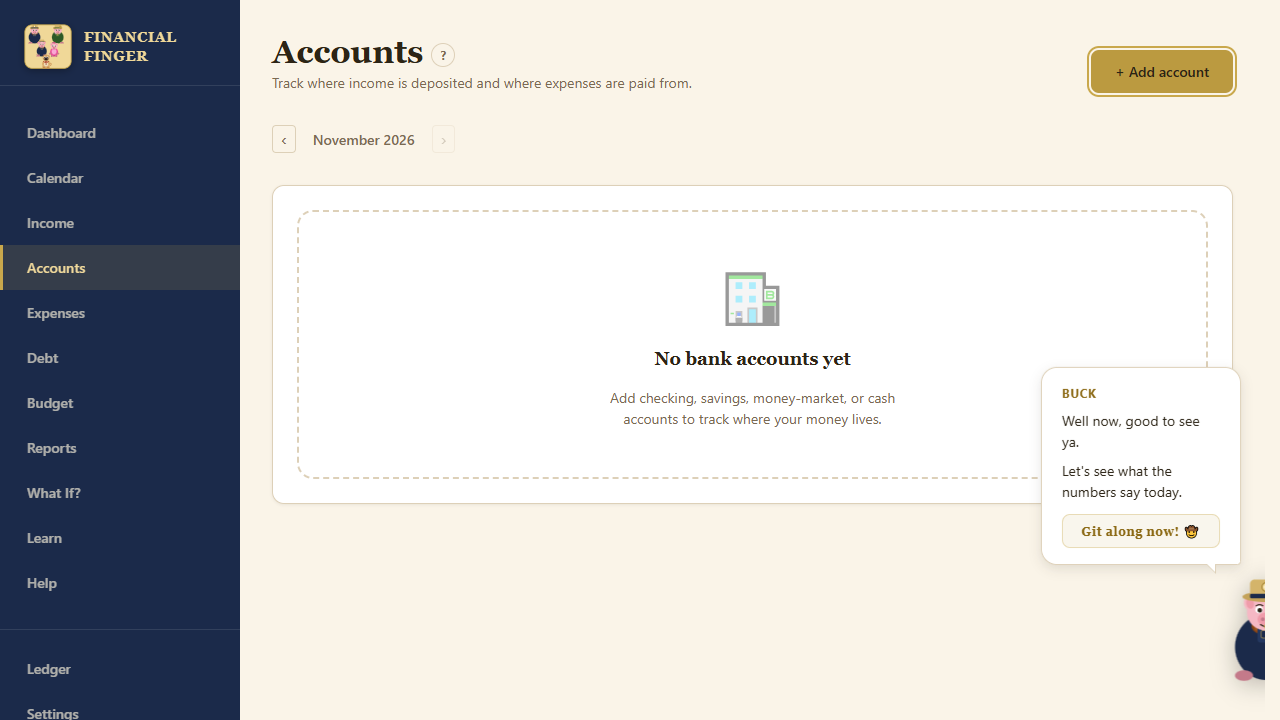 FINANCIAL
FINGER
Dashboard
Calendar
Income
Accounts
Expenses
Debt
Budget
Reports
What If?
Learn
Help
Ledger
Settings
Accounts ?
Track where income is deposited and where expenses are paid from.
+ Add account
‹ November 2026 ›
No bank accounts yet
Add checking, savings, money-market, or cash
accounts to track where your money lives.
BUCK
Well now, good to see
ya.
Let's see what the
numbers say today.
Git along now! 🤠